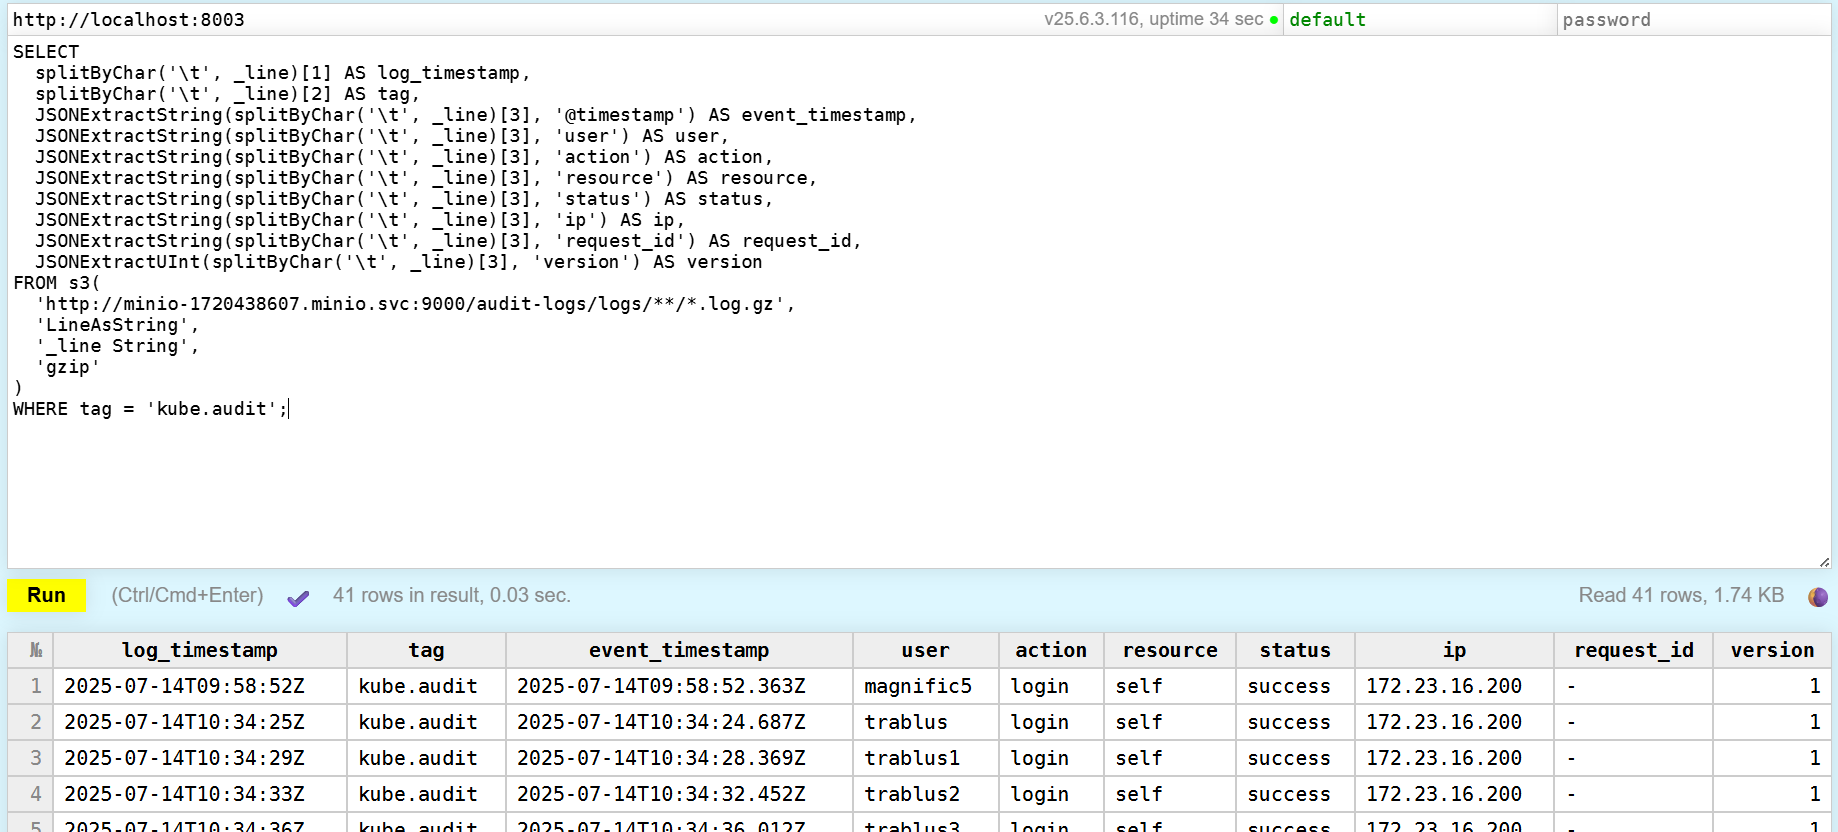 http://localhost:8003 v25.6.3.116, uptime 34 sec default password
SELECT
splitByChar('\t', _line)[1] AS log_timestamp,
splitByChar('\t', _line)[2] AS tag,
JSONExtractString(splitByChar('\t', _line)[3], '@timestamp') AS event_timestamp,
JSONExtractString(splitByChar('\t', _line)[3], 'user') AS user,
JSONExtractString(splitByChar('\t', _line)[3], 'action') AS action,
JSONExtractString(splitByChar('\t', _line)[3], 'resource') AS resource,
JSONExtractString(splitByChar('\t', _line)[3], 'status') AS status,
JSONExtractString(splitByChar('\t', _line)[3], 'ip') AS ip,
JSONExtractString(splitByChar('\t', _line)[3], 'request_id') AS request_id,
JSONExtractUInt(splitByChar('\t', _line)[3], 'version') AS version
FROM s3(
'http://minio-1720438607.minio.svc:9000/audit-logs/logs/**/*.log.gz',
'LineAsString',
'_line String',
'gzip'
)
WHERE tag = 'kube.audit';
Run (Ctrl/Cmd+Enter) 41 rows in result, 0.03 sec. Read 41 rows, 1.74 KB
№ log_timestamp tag event_timestamp user action resource status ip request_id version
1 2025-07-14T09:58:52Z kube.audit 2025-07-14T09:58:52.363Z magnific5 login self success 172.23.16.200 - 1
2 2025-07-14T10:34:25Z kube.audit 2025-07-14T10:34:24.687Z trablus login self success 172.23.16.200 - 1
3 2025-07-14T10:34:29Z kube.audit 2025-07-14T10:34:28.369Z trablus1 login self success 172.23.16.200 - 1
4 2025-07-14T10:34:33Z kube.audit 2025-07-14T10:34:32.452Z trablus2 login self success 172.23.16.200 - 1
5 2025-07-14T10:34:36Z kube.audit 2025-07-14T10:34:36.012Z trablus3 login self success 172.23.16.200 - 1